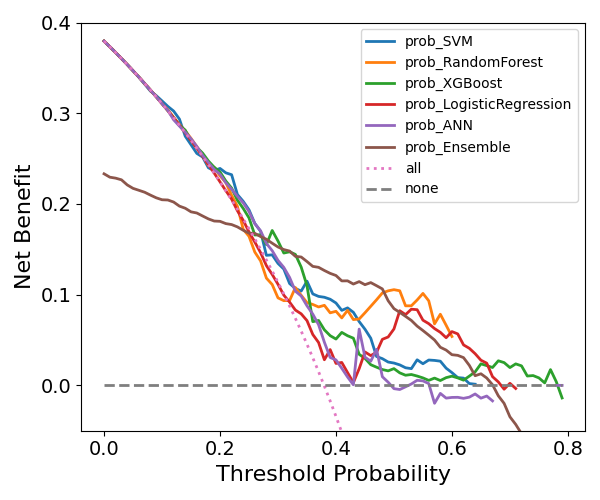 0.4
0.3
0.2
0.1
0.0
Net Benefit
prob_SVM
prob_RandomForest
prob_XGBoost
prob_LogisticRegression
prob_ANN
prob_Ensemble
all
none
0.0 0.2 0.4 0.6 0.8
Threshold Probability